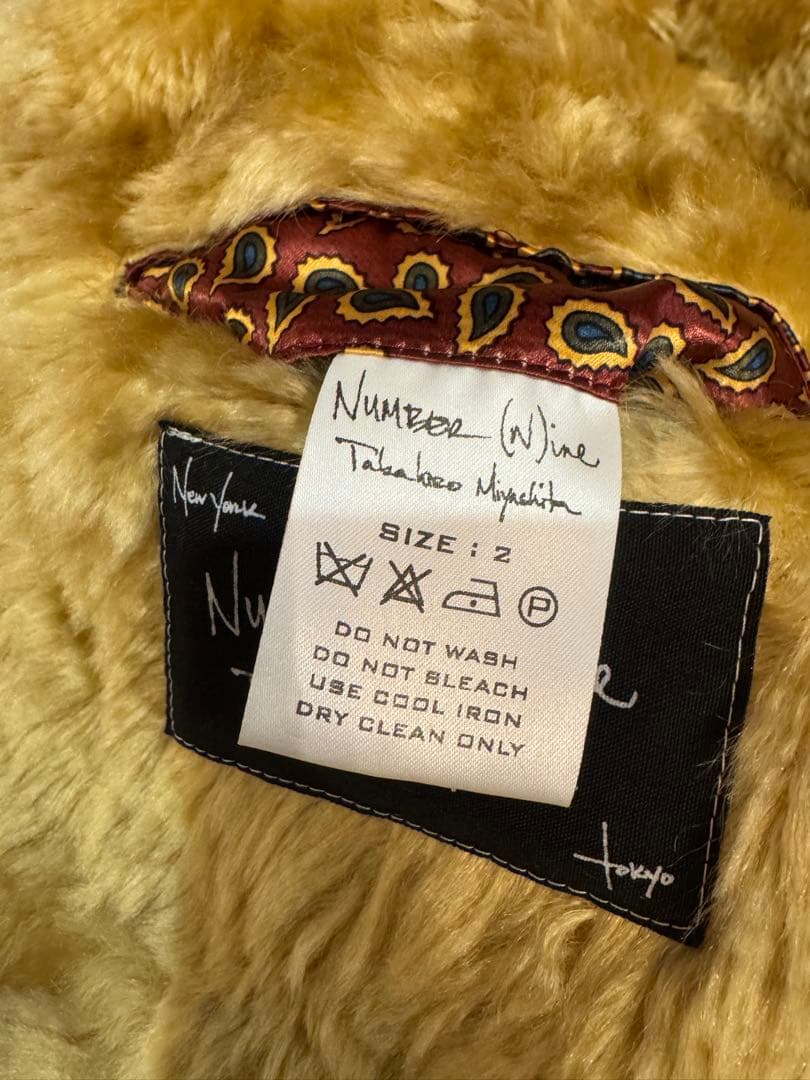 NUMBER (N)ine
Takahiro Miyashita
SIZE : 2
P
DO NOT WASH
DO NOT BLEACH
USE COOL IRON
DRY CLEAN ONLY
New York
Nu
Tokyo